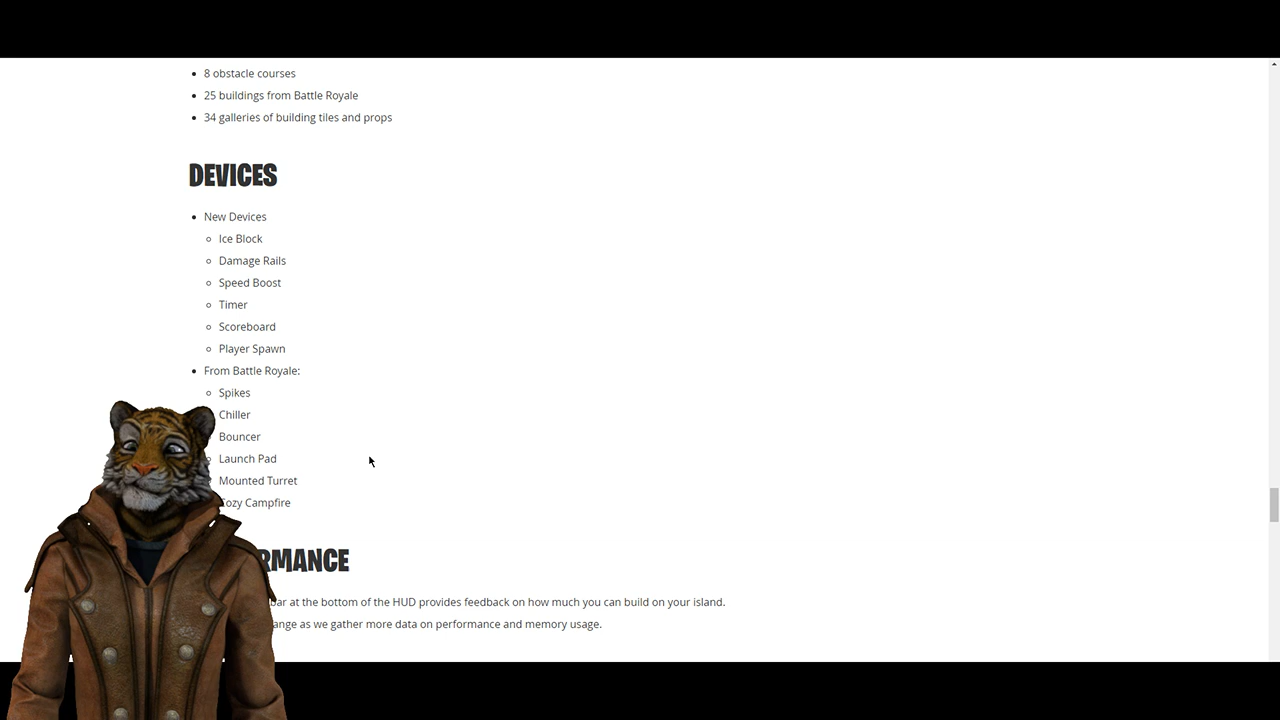 8 obstacle courses
25 buildings from Battle Royale
34 galleries of building tiles and props
DEVICES
New Devices
Ice Block
Damage Rails
Speed Boost
Timer
Scoreboard
Player Spawn
From Battle Royale:
Spikes
Chiller
Bouncer
Launch Pad
Mounted Turret
Cozy Campfire
RMANCE
bar at the bottom of the HUD provides feedback on how much you can build on your island.
ange as we gather more data on performance and memory usage.